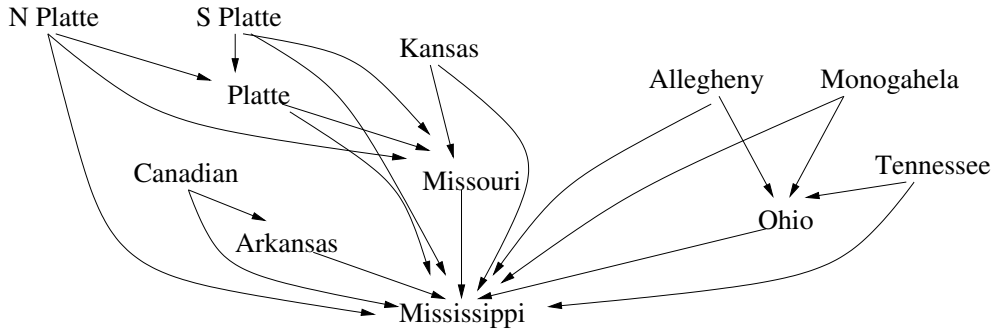 N Platte
S Platte
Kansas
Allegheny
Monogahela
Platte
Canadian
Missouri
Tennessee
Ohio
Arkansas
Mississippi